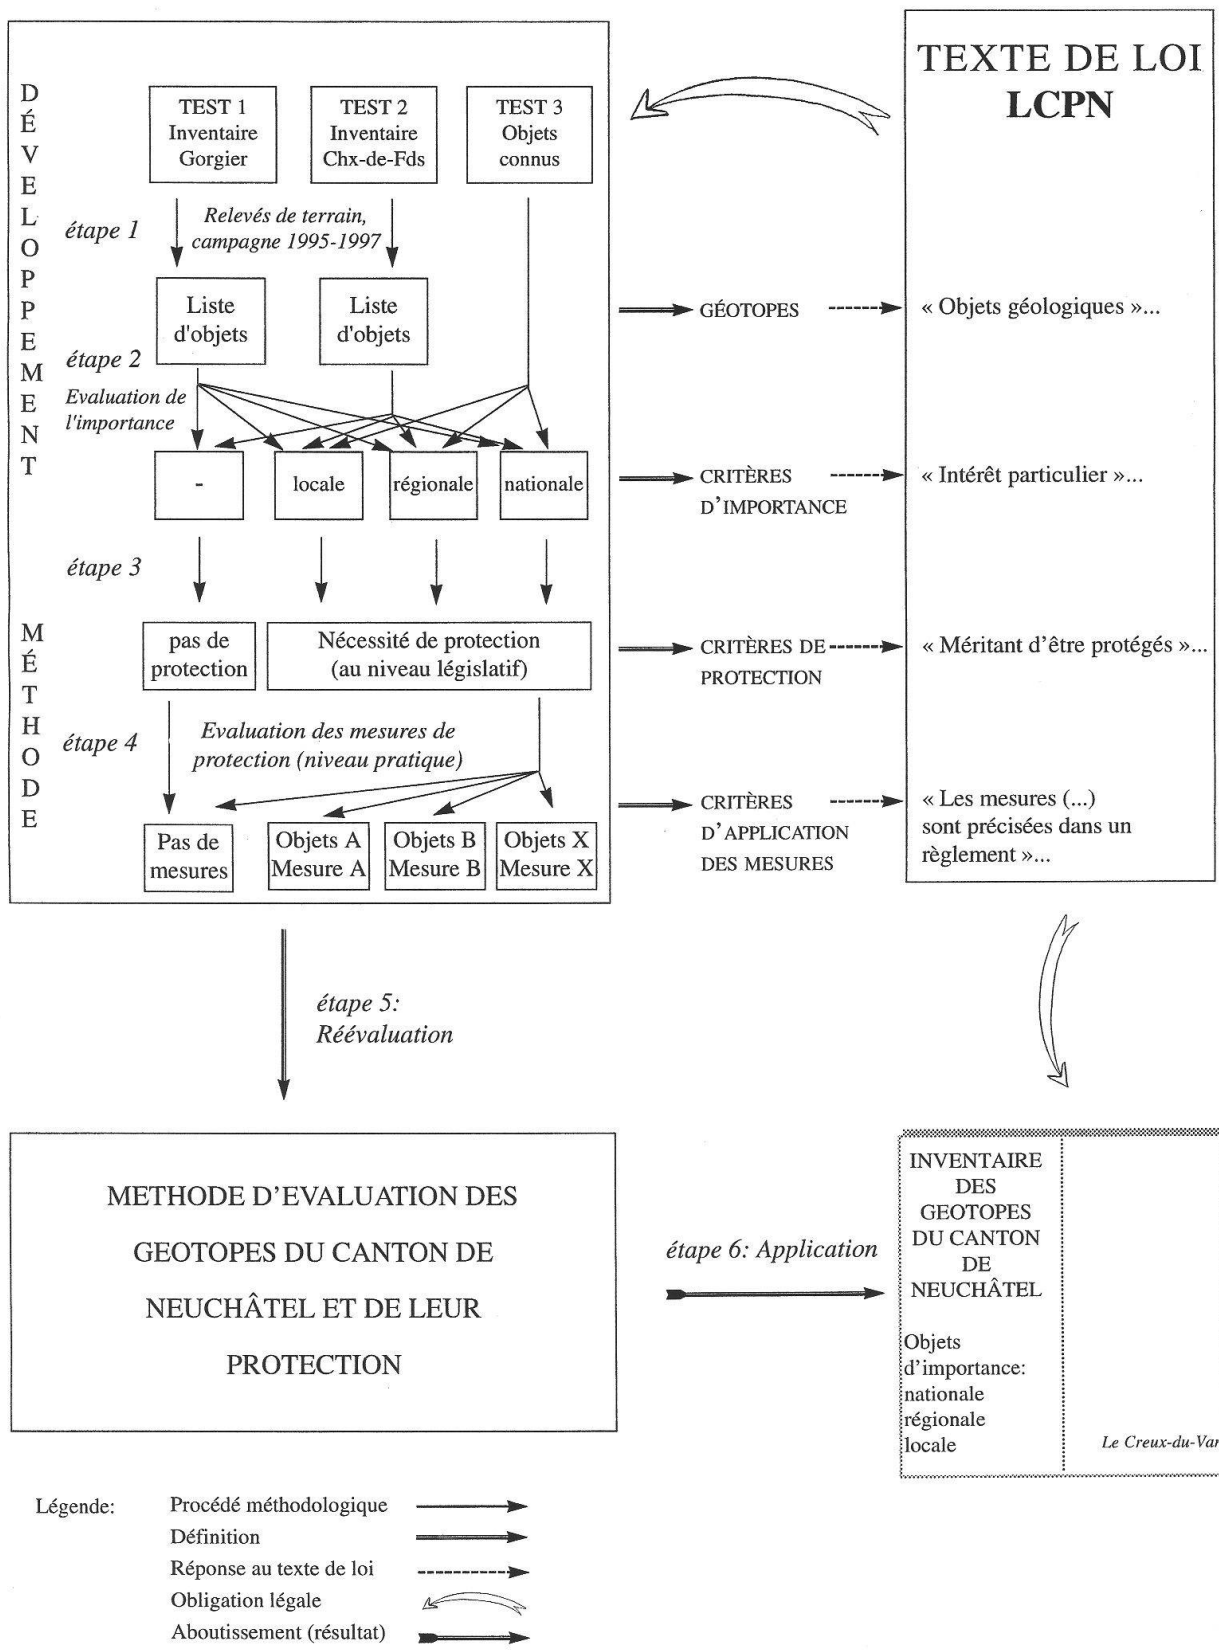 DÉVELOPPEMENT
MÉTHODE
TEST 1
Inventaire
Gorgier
TEST 2
Inventaire
Chx-de-Fds
TEST 3
Objets
connus
étape 1
Relevés de terrain,
campagne 1995-1997
Liste
d'objets
Liste
d'objets
étape 2
Evaluation de
l'importance
-
locale
régionale
nationale
étape 3
pas de
protection
Nécessité de protection
(au niveau législatif)
étape 4
Evaluation des mesures de
protection (niveau pratique)
Pas de
mesures
Objets A
Mesure A
Objets B
Mesure B
Objets X
Mesure X
GÉOTOPES
CRITÈRES
D'IMPORTANCE
CRITÈRES DE
PROTECTION
CRITÈRES
D'APPLICATION
DES MESURES
TEXTE DE LOI
LCPN
« Objets géologiques »...
« Intérêt particulier »...
« Méritant d'être protégés »...
« Les mesures (...)
sont précisées dans un
règlement »...
étape 5:
Réévaluation
METHODE D'EVALUATION DES
GEOTOPES DU CANTON DE
NEUCHÂTEL ET DE LEUR
PROTECTION
étape 6: Application
INVENTAIRE
DES
GEOTOPES
DU CANTON
DE
NEUCHÂTEL
Objets
d'importance:
nationale
régionale
locale
Le Creux-du-Van
Légende:
Procédé méthodologique
Définition
Réponse au texte de loi
Obligation légale
Aboutissement (résultat)